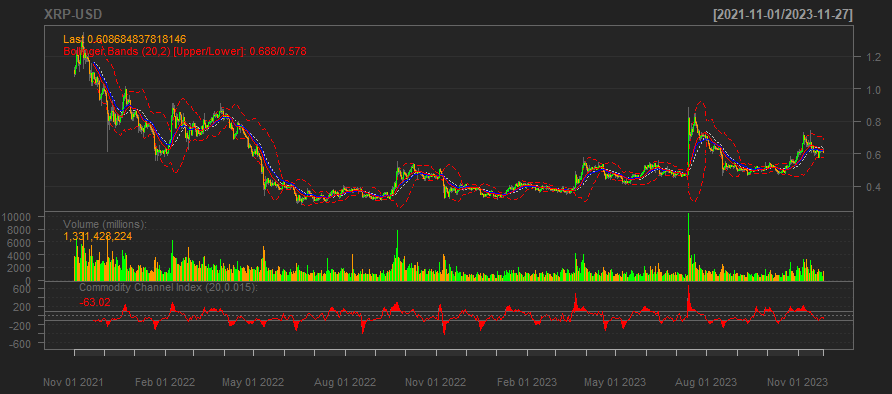 XRP-USD [2021-11-01/2023-11-27]
Last 0.608684837818146
Bollinger Bands (20,2) [Upper/Lower]: 0.688/0.578
1.2
1.0
0.8
0.6
0.4
Volume (millions):
1,331,428,224
10000
8000
6000
4000
2000
0
Commodity Channel Index (20,0.015):
-63.02
600
200
-200
-600
Nov 01 2021 Feb 01 2022 May 01 2022 Aug 01 2022 Nov 01 2022 Feb 01 2023 May 01 2023 Aug 01 2023 Nov 01 2023